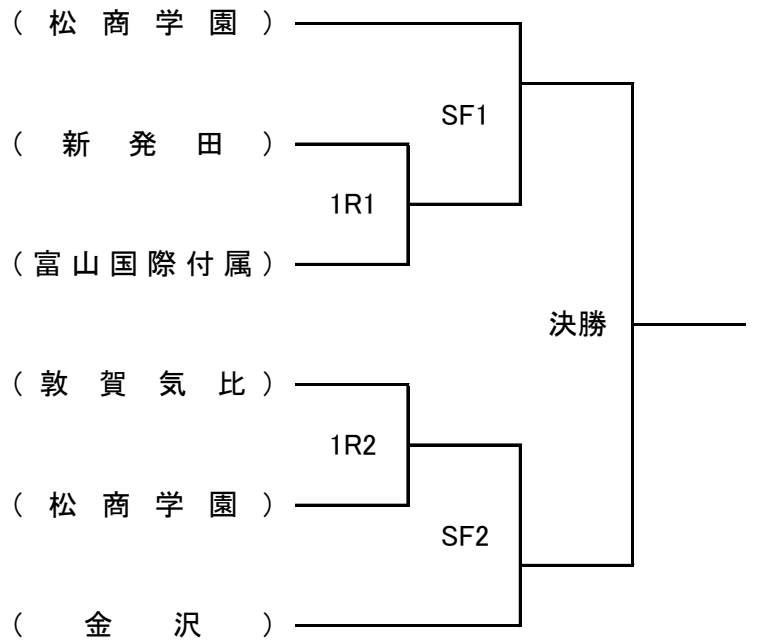 （松商学園）
SF1
（新発田）
1R1
（富山国際付属）
決勝
（敦賀気比）
1R2
（松商学園）
SF2
（金沢）